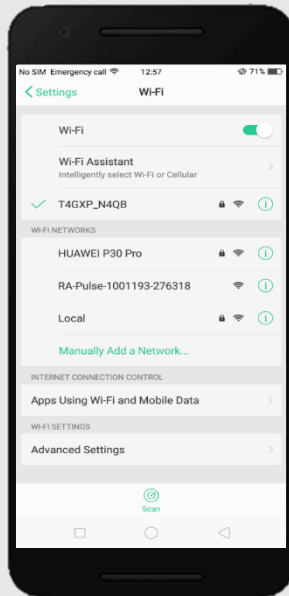 No SIM Emergency call 12:57 71%
Settings Wi-Fi
Wi-Fi
Wi-Fi Assistant
Intelligently select Wi-Fi or Cellular
T4GXP_N4QB
WI-FI NETWORKS
HUAWEI P30 Pro
RA-Pulse-1001193-276318
Local
Manually Add a Network...
INTERNET CONNECTION CONTROL
Apps Using Wi-Fi and Mobile Data
WI-FI SETTINGS
Advanced Settings
Scan